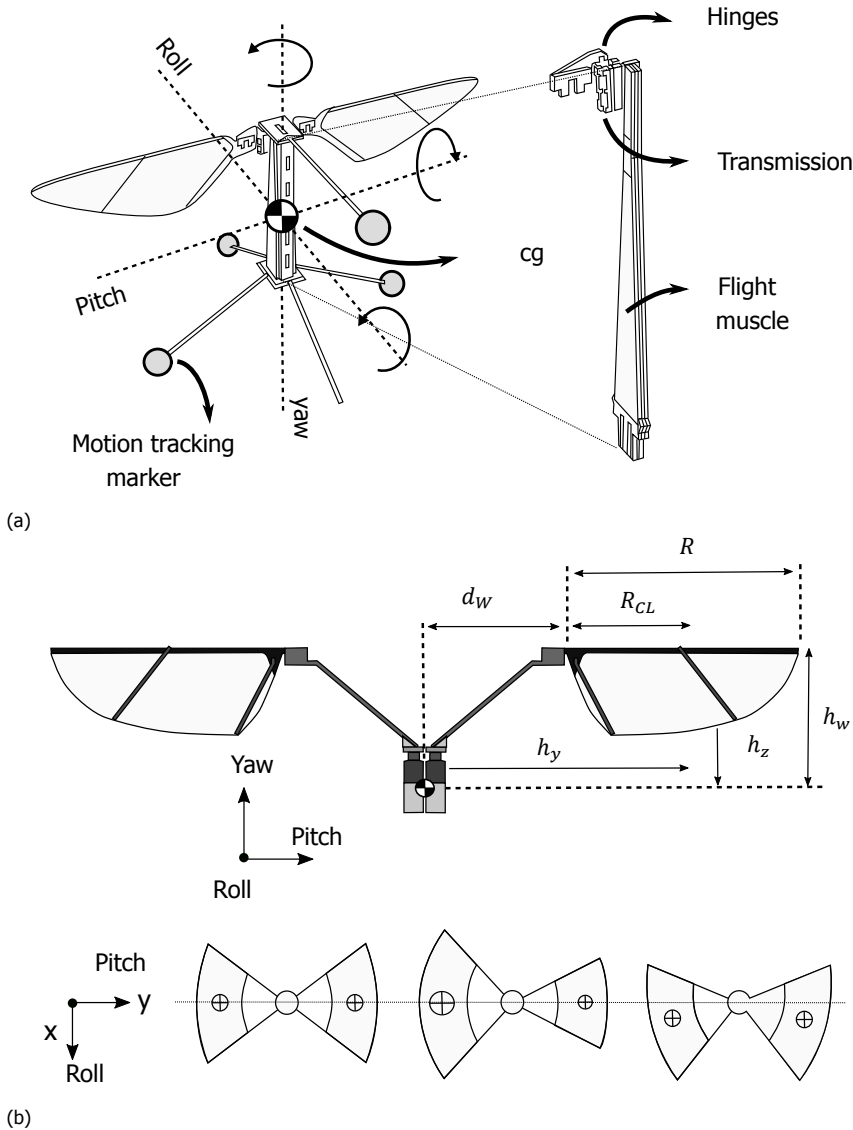 Roll
Hinges
Transmission
cg
Pitch
Flight
muscle
yaw
Motion tracking
marker
(a)
R
d_W
R_CL
h_w
h_y
h_z
Yaw
Pitch
Roll
Pitch
y
x
Roll
(b)